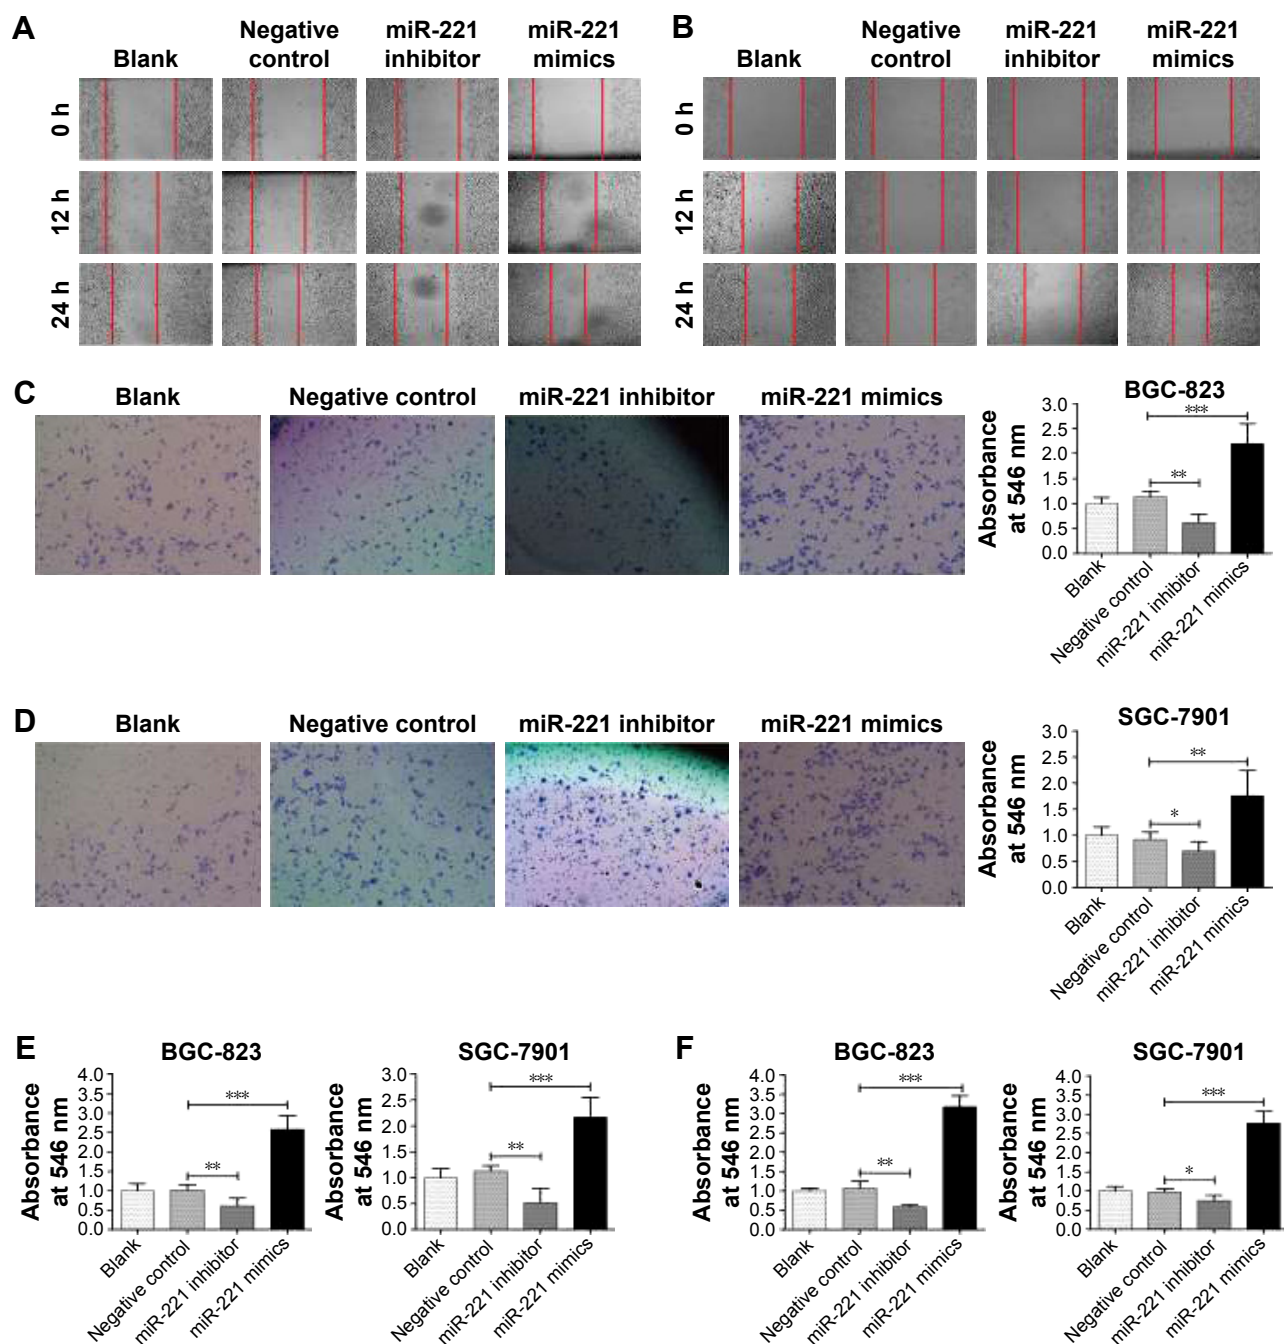 A
Blank
Negative control
miR-221 inhibitor
miR-221 mimics
0 h
12 h
24 h
B
Blank
Negative control
miR-221 inhibitor
miR-221 mimics
0 h
12 h
24 h
C
Blank
Negative control
miR-221 inhibitor
miR-221 mimics
BGC-823
Absorbance
at 546 nm
3.0
2.5
2.0
1.5
1.0
0.5
0.0
***
**
Blank
Negative control
miR-221 inhibitor
miR-221 mimics
D
Blank
Negative control
miR-221 inhibitor
miR-221 mimics
SGC-7901
Absorbance
at 546 nm
3.0
2.5
2.0
1.5
1.0
0.5
0.0
**
*
Blank
Negative control
miR-221 inhibitor
miR-221 mimics
E
BGC-823
Absorbance
at 546 nm
4.0
3.5
3.0
2.5
2.0
1.5
1.0
0.5
0.0
***
**
Blank
Negative control
miR-221 inhibitor
miR-221 mimics
SGC-7901
Absorbance
at 546 nm
3.0
2.5
2.0
1.5
1.0
0.5
0.0
***
**
Blank
Negative control
miR-221 inhibitor
miR-221 mimics
F
BGC-823
Absorbance
at 546 nm
4.0
3.5
3.0
2.5
2.0
1.5
1.0
0.5
0.0
***
**
Blank
Negative control
miR-221 inhibitor
miR-221 mimics
SGC-7901
Absorbance
at 546 nm
4.0
3.5
3.0
2.5
2.0
1.5
1.0
0.5
0.0
***
*
Blank
Negative control
miR-221 inhibitor
miR-221 mimics